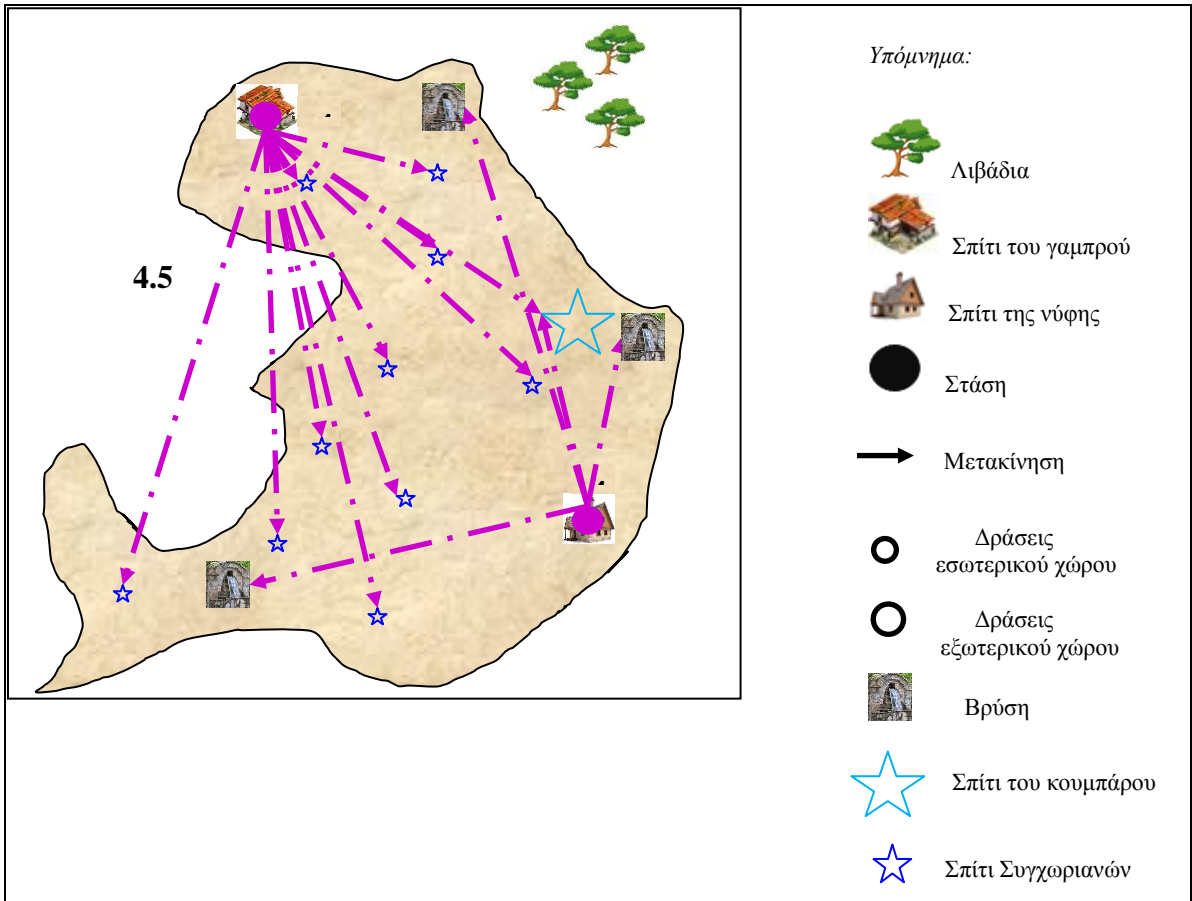 Υπόμνημα:
Λιβάδια
Σπίτι του γαμπρού
4.5
Σπίτι της νύφης
Στάση
Μετακίνηση
Δράσεις
εσωτερικού χώρου
Δράσεις
εξωτερικού χώρου
Βρύση
Σπίτι του κουμπάρου
Σπίτι Συγχωριανών